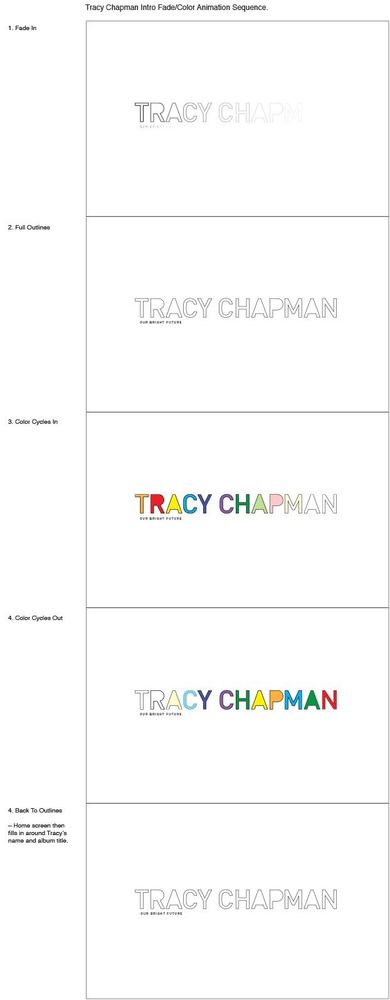 Tracy Chapman Intro Fade/Color Animation Sequence.
1. Fade In
TRACY CHAPM
2. Full Outlines
TRACY CHAPMAN
OUR BRIGHT FUTURE
3. Color Cycles In
TRACY CHAPMAN
OUR BRIGHT FUTURE
4. Color Cycles Out
TRACY CHAPMAN
OUR BRIGHT FUTURE
4. Back To Outlines
– Home screen then
fills in around Tracy's
name and album title.
TRACY CHAPMAN
OUR BRIGHT FUTURE